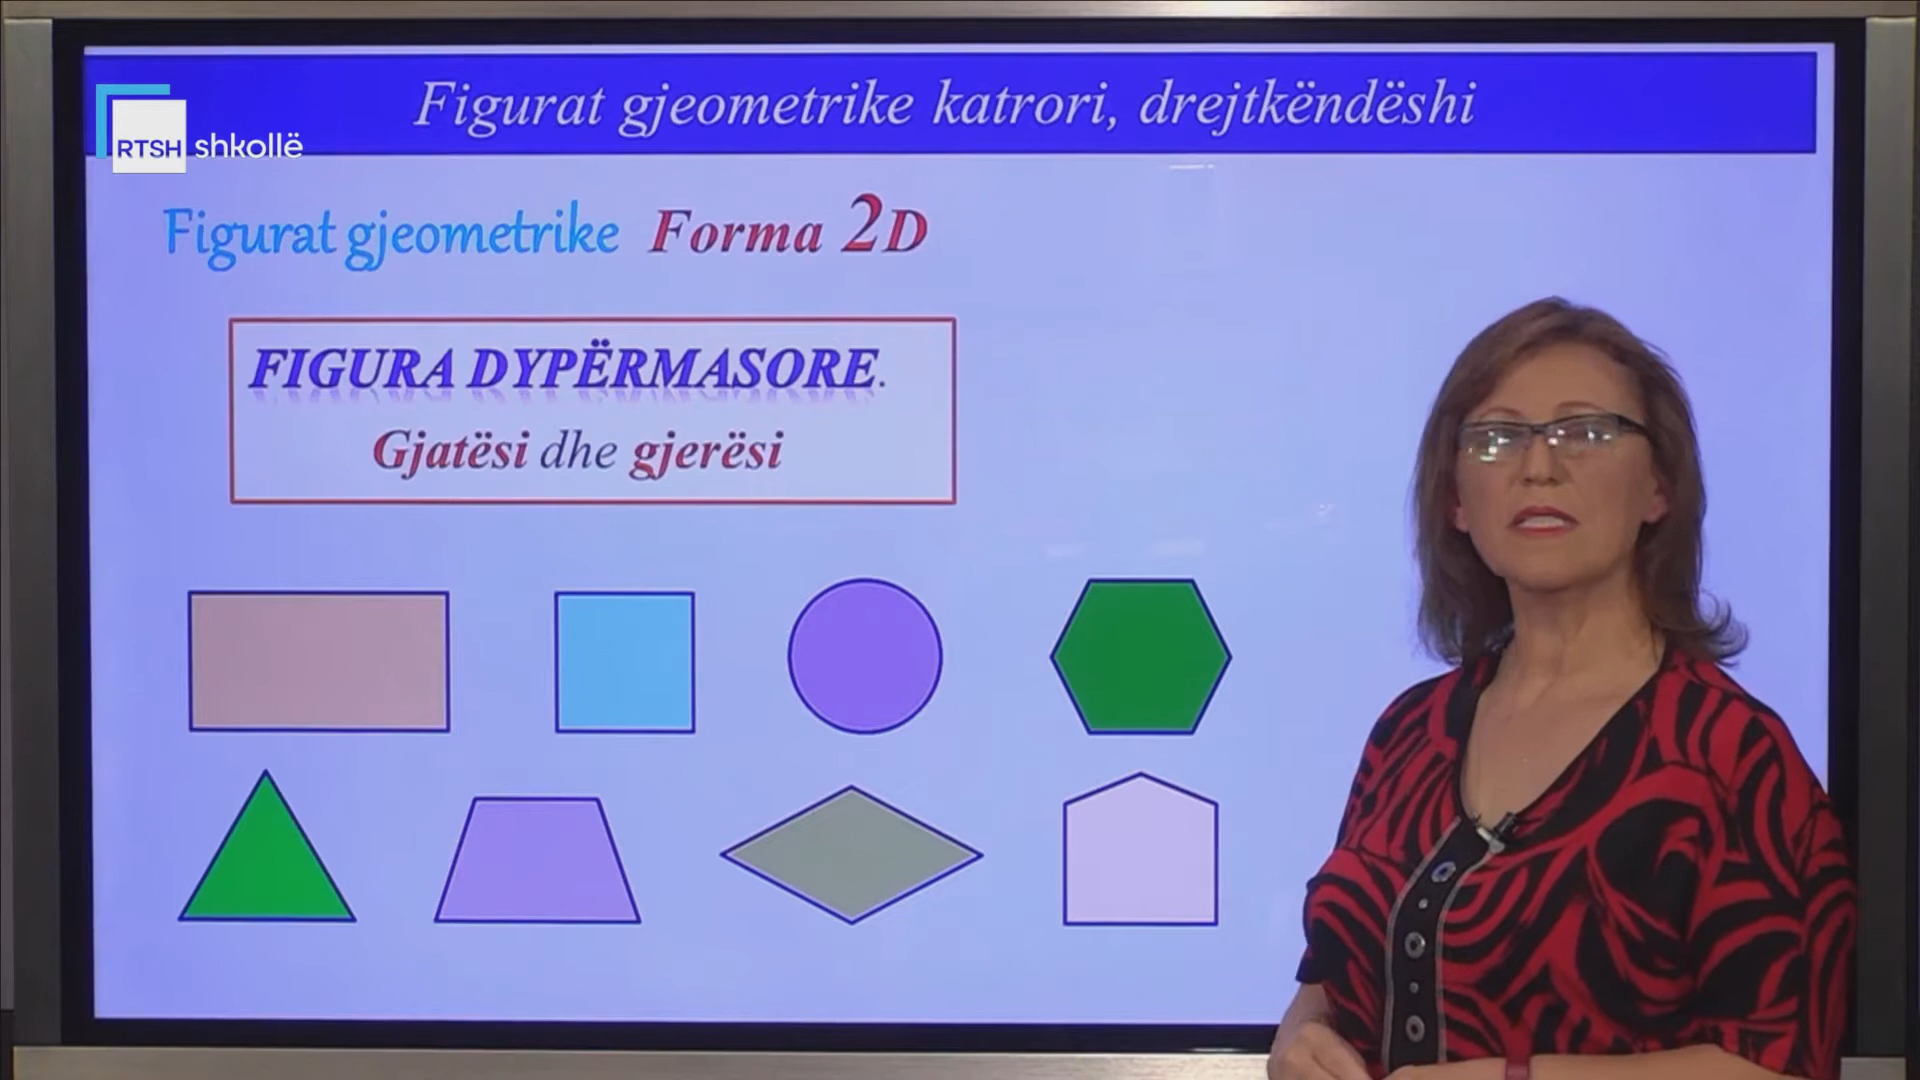 Figurat gjeometrike katrori, drejtkëndëshi
RTSH shkollë
Figurat gjeometrike Forma 2D
FIGURA DYPËRMASORE.
Gjatësi dhe gjerësi